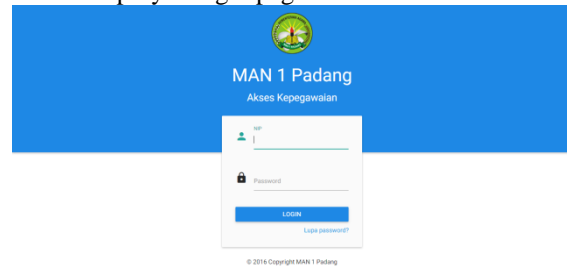 MAN 1 Padang
Akses Kepegawaian
NIP
Password
LOGIN
Lupa password?
© 2016 Copyright MAN 1 Padang